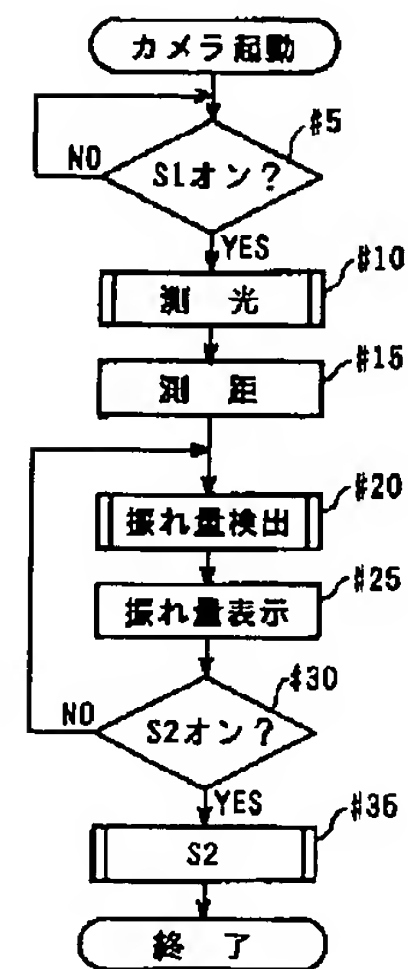 カメラ起動
#5
S1オン?
NO
YES
#10
測 光
#15
測 距
#20
振れ量検出
#25
振れ量表示
#30
S2オン?
NO
YES
#35
S2
終 了